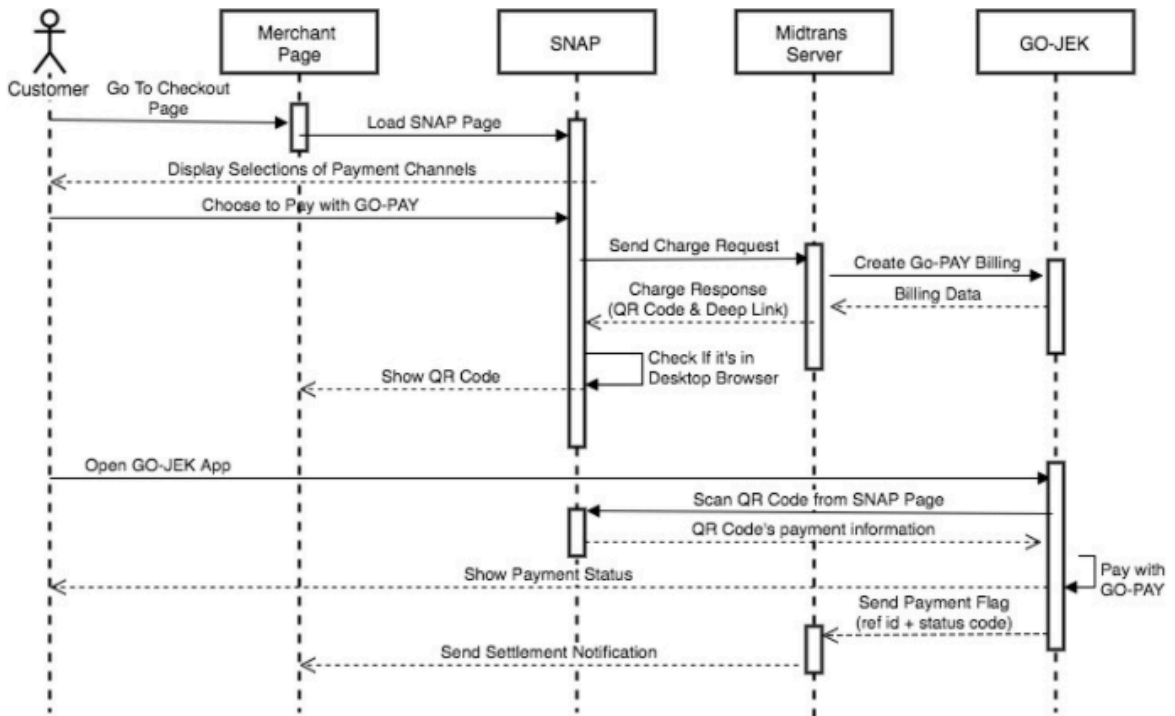 Merchant
Page
SNAP
Midtrans
Server
GO-JEK
Customer
Go To Checkout
Page
Load SNAP Page
Display Selections of Payment Channels
Choose to Pay with GO-PAY
Send Charge Request
Create Go-PAY Billing
Charge Response
(QR Code & Deep Link)
Billing Data
Check If it's in
Desktop Browser
Show QR Code
Open GO-JEK App
Scan QR Code from SNAP Page
QR Code's payment information
Pay with
GO-PAY
Show Payment Status
Send Payment Flag
(ref id + status code)
Send Settlement Notification